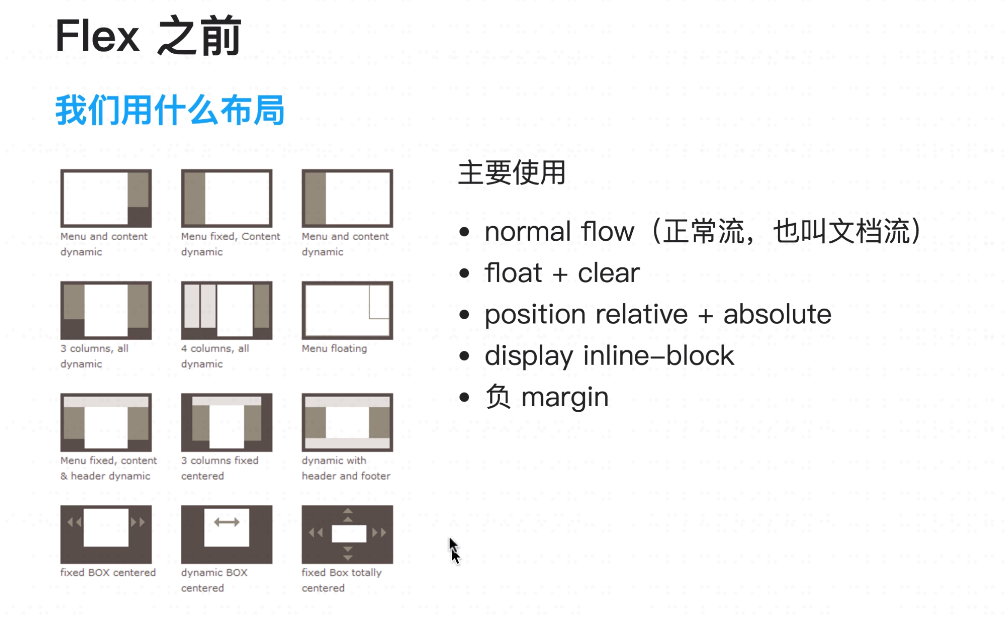 Flex 之前
我们用什么布局
Menu and content
dynamic
Menu fixed, Content
dynamic
Menu and content
dynamic
3 columns, all
dynamic
4 columns, all
dynamic
Menu floating
Menu fixed, content
& header dynamic
3 columns fixed
centered
dynamic with
header and footer
fixed BOX centered
dynamic BOX
centered
fixed Box totally
centered
主要使用
• normal flow（正常流，也叫文档流）
• float + clear
• position relative + absolute
• display inline-block
• 负 margin